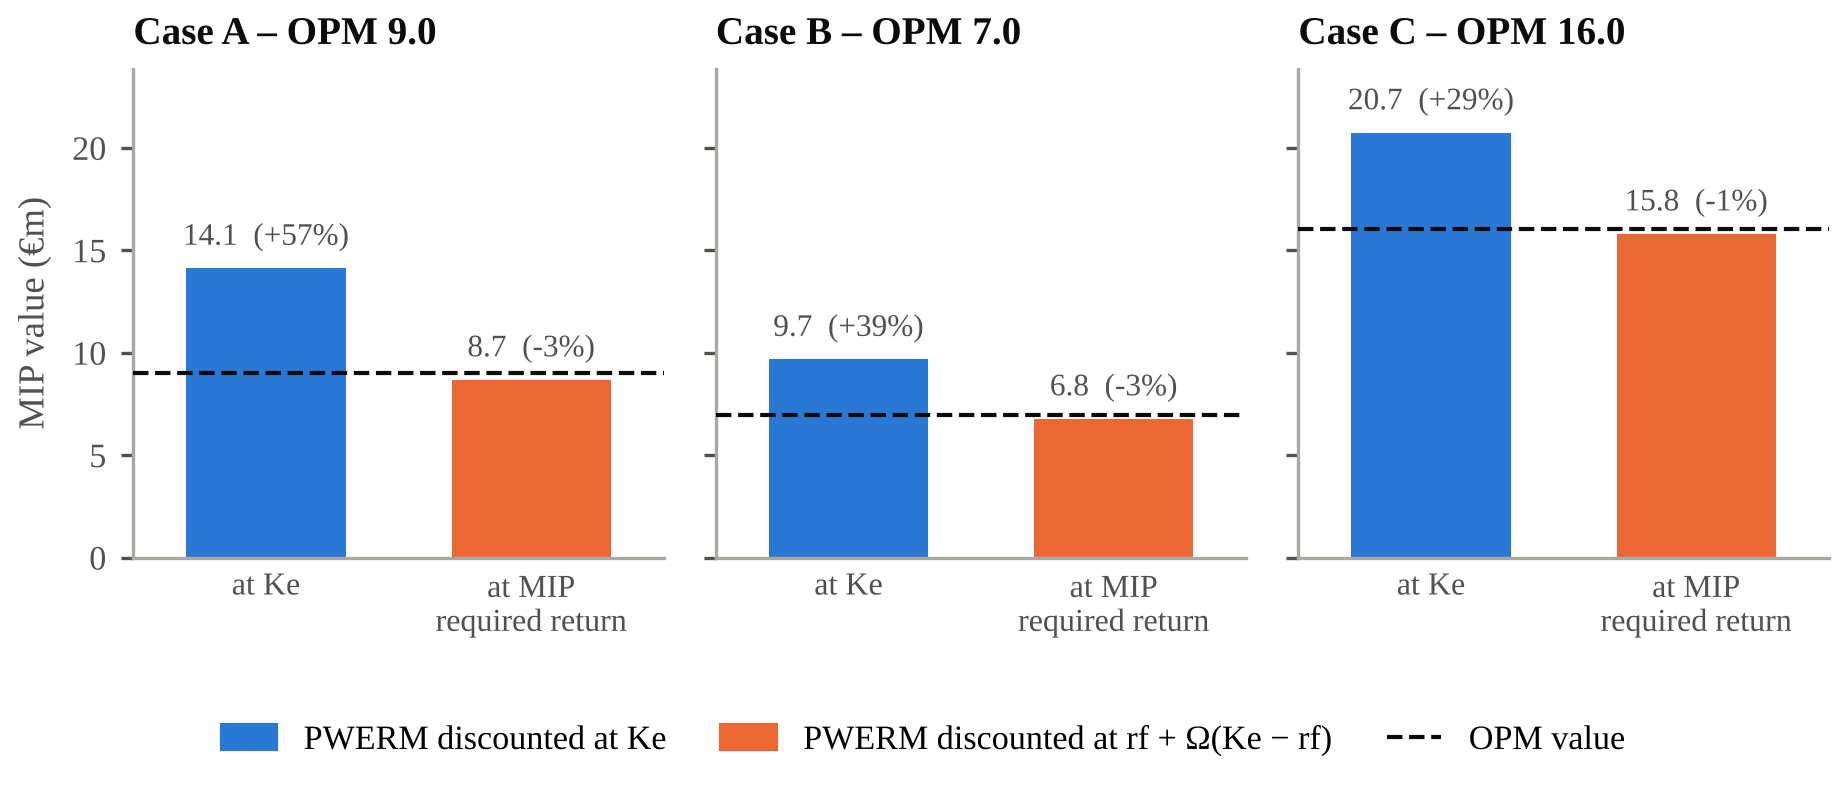 Case A – OPM 9.0
Case B – OPM 7.0
Case C – OPM 16.0
MIP value (€m)
20
15
10
5
0
14.1 (+57%)
8.7 (-3%)
9.7 (+39%)
6.8 (-3%)
20.7 (+29%)
15.8 (-1%)
at Ke
at MIP
required return
at Ke
at MIP
required return
at Ke
at MIP
required return
PWERM discounted at Ke
PWERM discounted at rf + Ω(Ke − rf)
OPM value